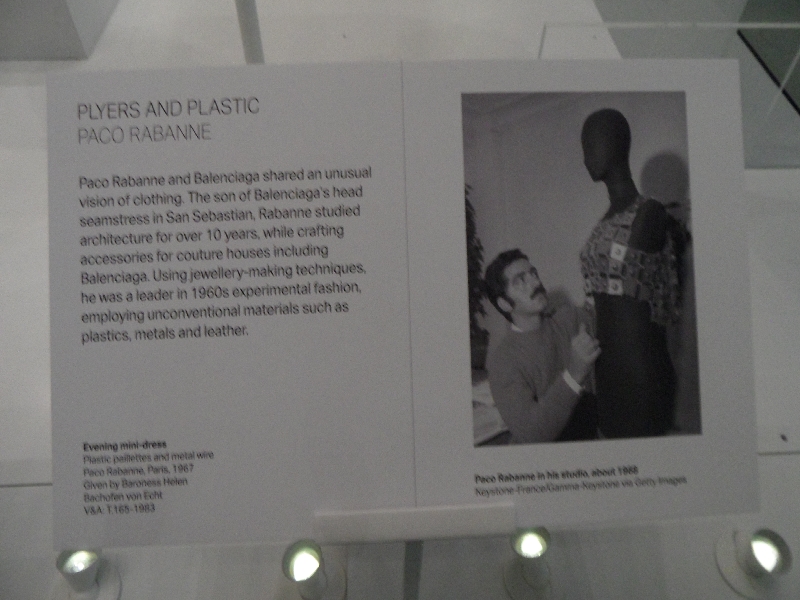 PLYERS AND PLASTIC
PACO RABANNE
Paco Rabanne and Balenciaga shared an unusual
vision of clothing. The son of Balenciaga's head
seamstress in San Sebastian, Rabanne studied
architecture for over 10 years, while crafting
accessories for couture houses including
Balenciaga. Using jewellery-making techniques,
he was a leader in 1960s experimental fashion,
employing unconventional materials such as
plastics, metals and leather.
Evening mini-dress
Plastic paillettes and metal wire
Paco Rabanne, Paris, 1967
Given by Baroness Helen
Bachofen von Echt
V&A: T.165-1983
Paco Rabanne in his studio, about 1968
Keystone-France/Gamma-Keystone via Getty Images